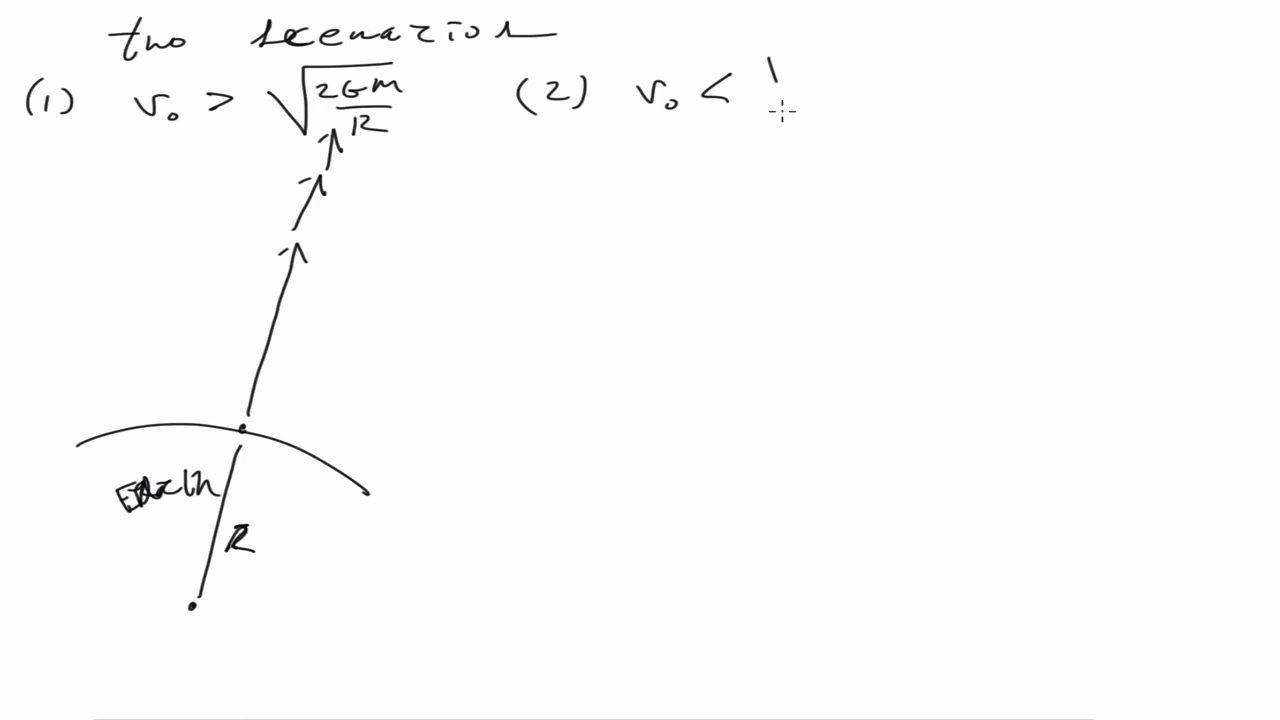 two scenarios
(1) v₀ > √(2GM/R) (2) v₀ <
Earth
R